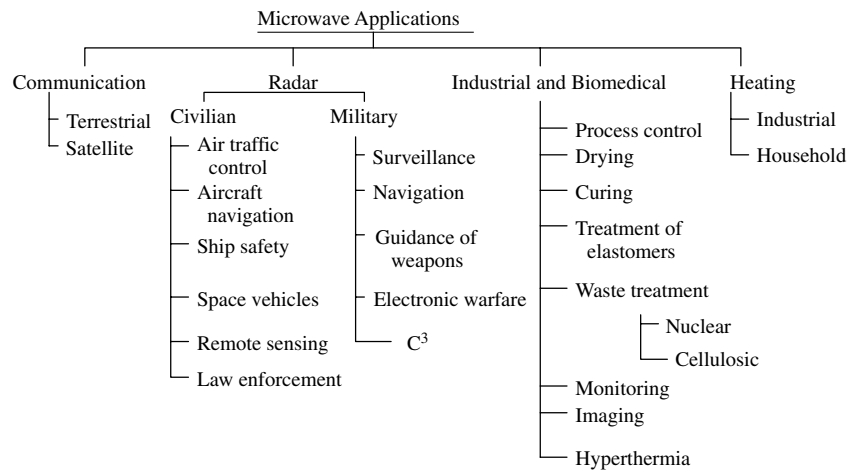 Microwave Applications
Communication
Terrestrial
Satellite
Radar
Civilian
Air traffic
control
Aircraft
navigation
Ship safety
Space vehicles
Remote sensing
Law enforcement
Military
Surveillance
Navigation
Guidance of
weapons
Electronic warfare
C³
Industrial and Biomedical
Process control
Drying
Curing
Treatment of
elastomers
Waste treatment
Nuclear
Cellulosic
Monitoring
Imaging
Hyperthermia
Heating
Industrial
Household